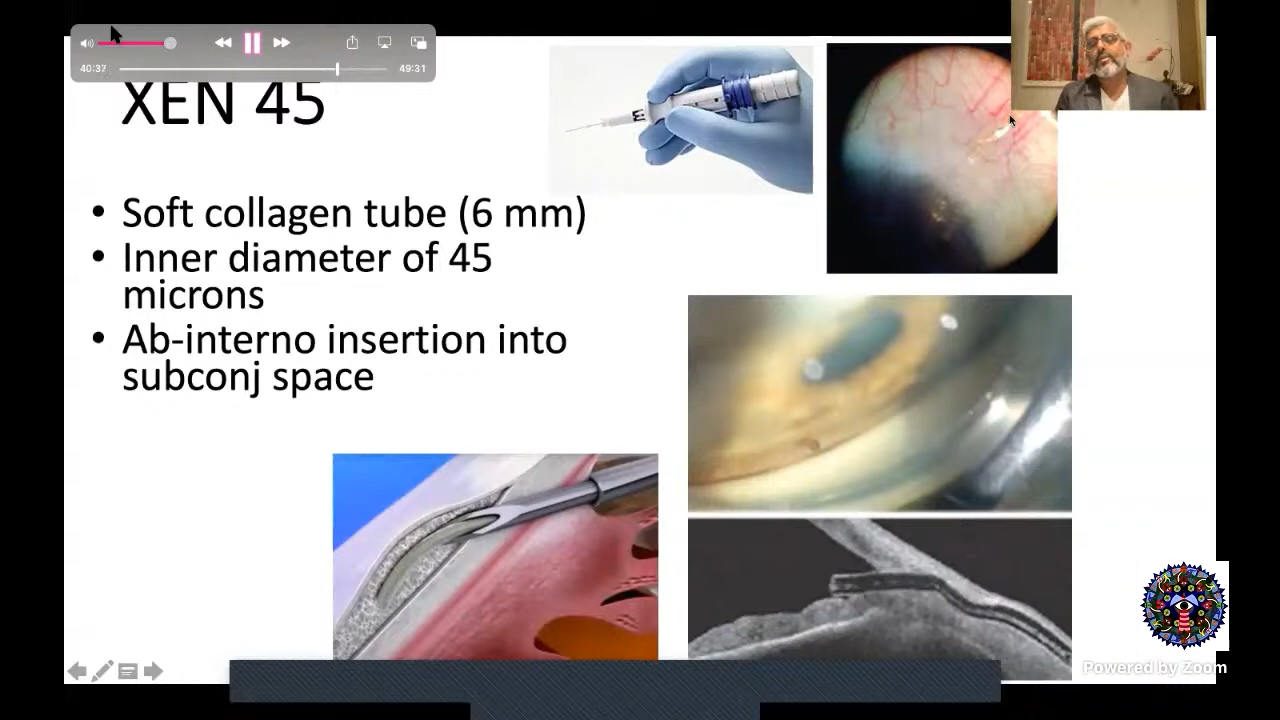 40:37
49:31
XEN 45
• Soft collagen tube (6 mm)
• Inner diameter of 45
microns
• Ab-interno insertion into
subconj space
Powered by Zoom